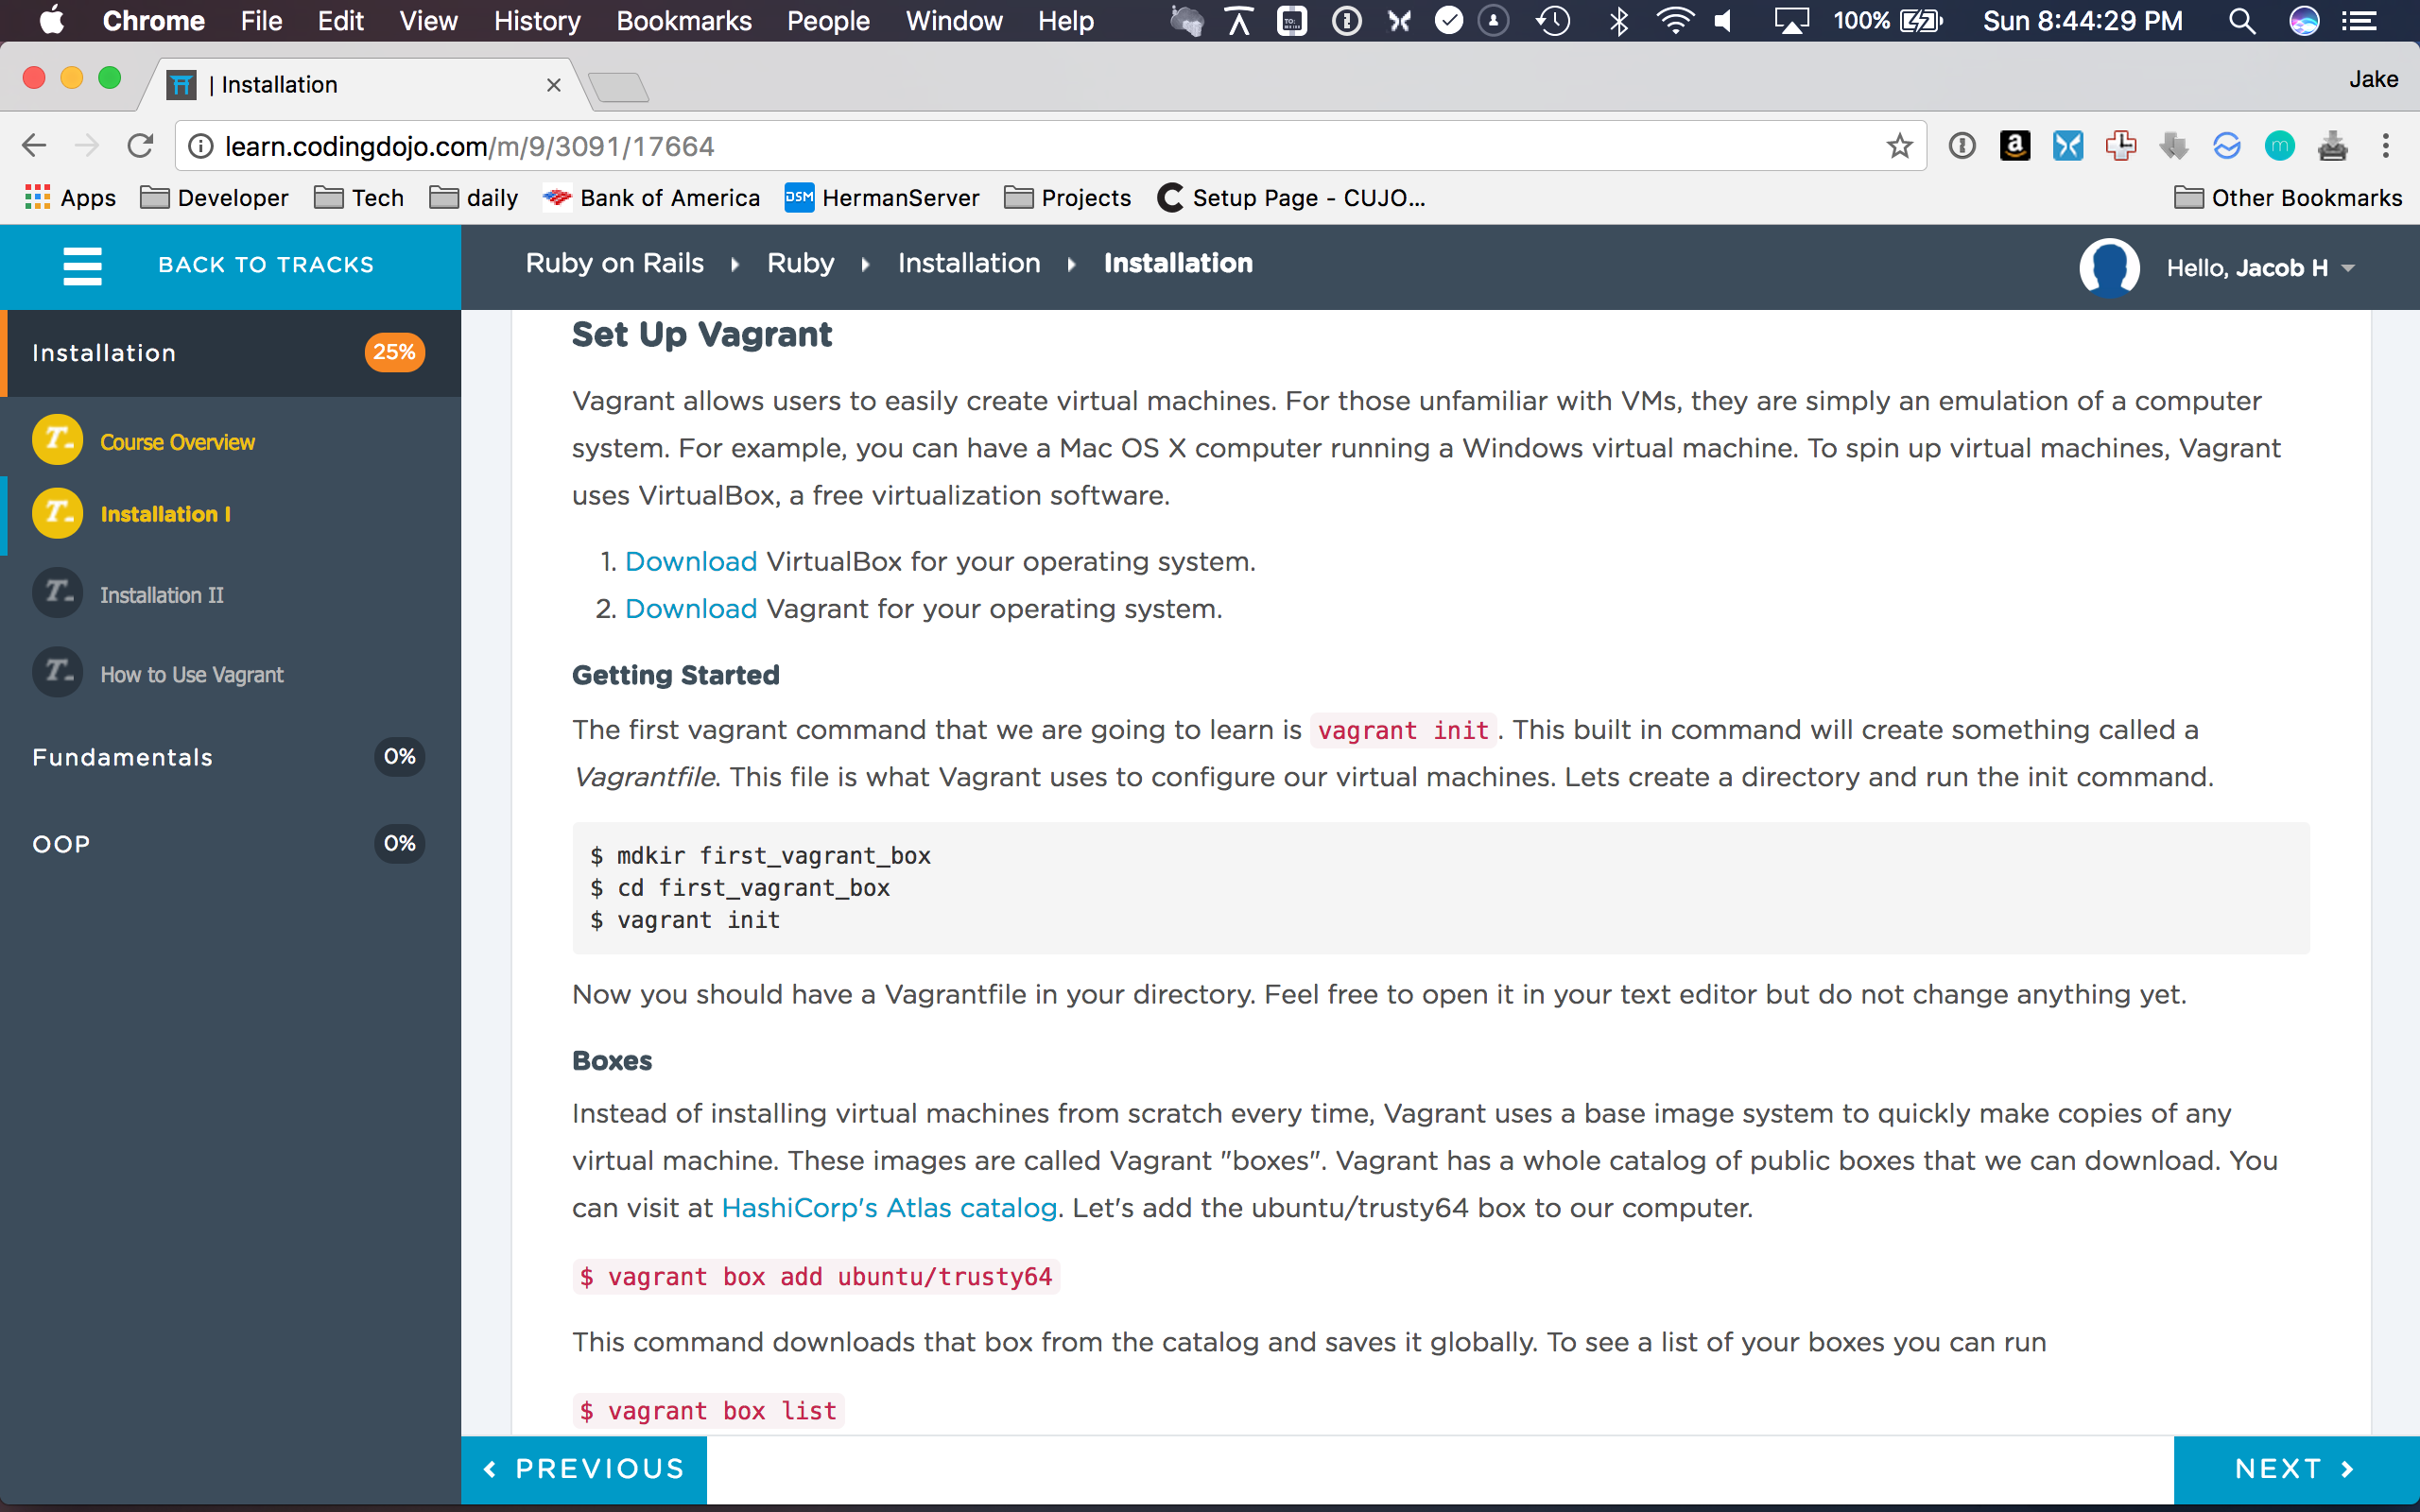 Chrome File Edit View History Bookmarks People Window Help 100% Sun 8:44:29 PM
| Installation
Jake
learn.codingdojo.com/m/9/3091/17664
Apps Developer Tech daily Bank of America DSM HermanServer Projects Setup Page - CUJO... Other Bookmarks
BACK TO TRACKS
Ruby on Rails Ruby Installation Installation
Hello, Jacob H
Installation 25%
T_ Course Overview
T_ Installation I
T_ Installation II
T_ How to Use Vagrant
Fundamentals 0%
OOP 0%
Set Up Vagrant
Vagrant allows users to easily create virtual machines. For those unfamiliar with VMs, they are simply an emulation of a computer
system. For example, you can have a Mac OS X computer running a Windows virtual machine. To spin up virtual machines, Vagrant
uses VirtualBox, a free virtualization software.
1. Download VirtualBox for your operating system.
2. Download Vagrant for your operating system.
Getting Started
The first vagrant command that we are going to learn is vagrant init. This built in command will create something called a
Vagrantfile. This file is what Vagrant uses to configure our virtual machines. Lets create a directory and run the init command.
$ mdkir first_vagrant_box
$ cd first_vagrant_box
$ vagrant init
Now you should have a Vagrantfile in your directory. Feel free to open it in your text editor but do not change anything yet.
Boxes
Instead of installing virtual machines from scratch every time, Vagrant uses a base image system to quickly make copies of any
virtual machine. These images are called Vagrant "boxes". Vagrant has a whole catalog of public boxes that we can download. You
can visit at HashiCorp's Atlas catalog. Let's add the ubuntu/trusty64 box to our computer.
$ vagrant box add ubuntu/trusty64
This command downloads that box from the catalog and saves it globally. To see a list of your boxes you can run
$ vagrant box list
PREVIOUS
NEXT